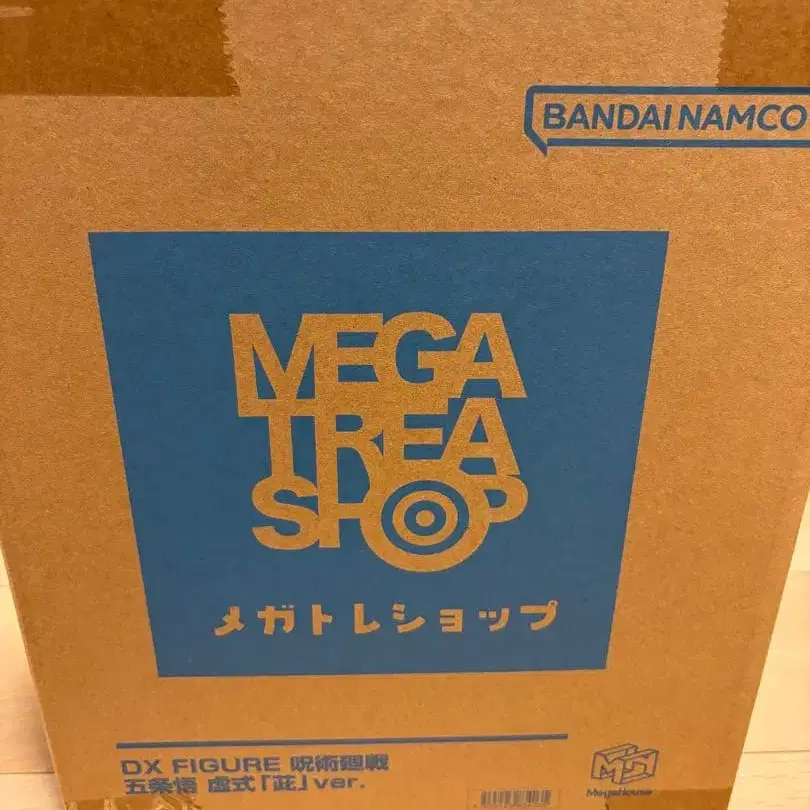 BANDAI NAMCO
MEGA
TREA
SHOP
メガトレショップ
DX FIGURE 呪術廻戦
五条悟 虚式「茈」ver.
MegaHouse